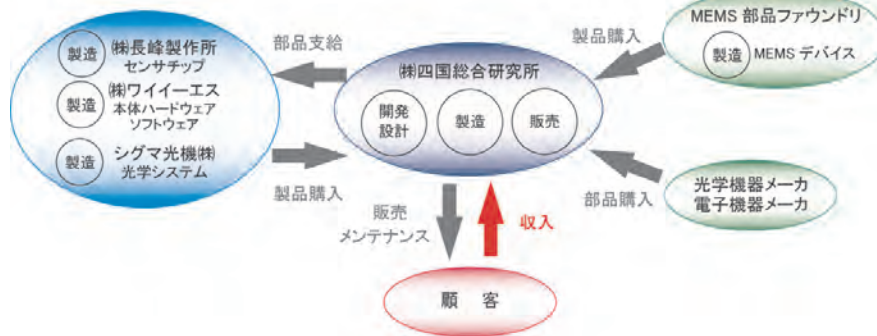 製造
㈱長峰製作所
センサチップ
製造
㈱ワイイーエス
本体ハードウェア
ソフトウェア
製造
シグマ光機㈱
光学システム
部品支給
製品購入
㈱四国総合研究所
開発
設計
製造
販売
製品購入
MEMS 部品ファウンドリ
製造
MEMS デバイス
部品購入
光学機器メーカ
電子機器メーカ
販売
メンテナンス
収入
顧 客